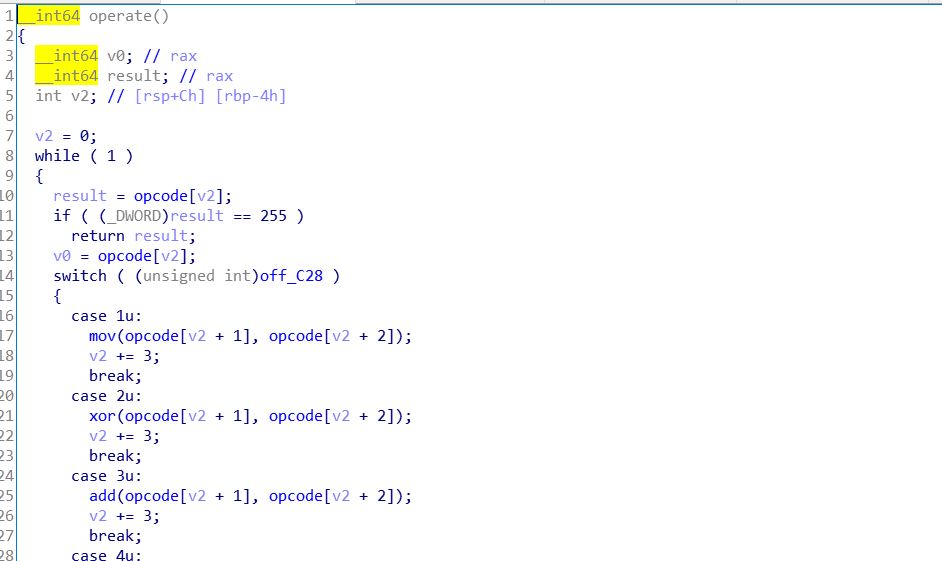 1 __int64 operate()
2 {
3 __int64 v0; // rax
4 __int64 result; // rax
5 int v2; // [rsp+Ch] [rbp-4h]
6
7 v2 = 0;
8 while ( 1 )
9 {
10 result = opcode[v2];
11 if ( (_DWORD)result == 255 )
12 return result;
13 v0 = opcode[v2];
14 switch ( (unsigned int)off_C28 )
15 {
16 case 1u:
17 mov(opcode[v2 + 1], opcode[v2 + 2]);
18 v2 += 3;
19 break;
20 case 2u:
21 xor(opcode[v2 + 1], opcode[v2 + 2]);
22 v2 += 3;
23 break;
24 case 3u:
25 add(opcode[v2 + 1], opcode[v2 + 2]);
26 v2 += 3;
27 break;
28 case 4u: